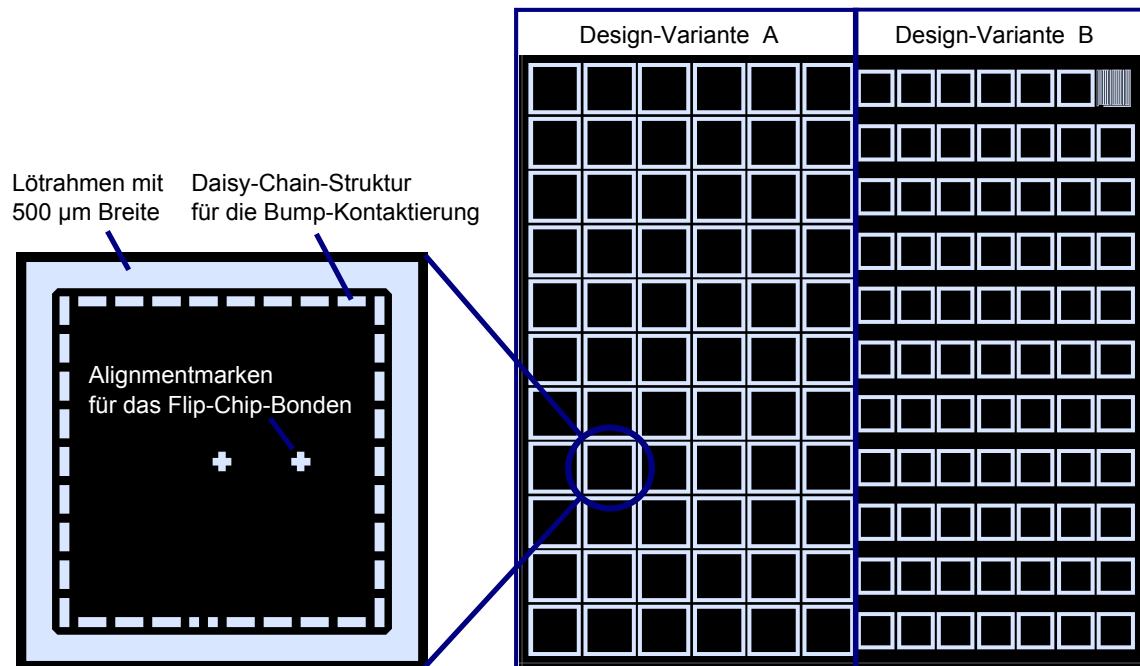 Design-Variante A
Design-Variante B
Lötrahmen mit
500 µm Breite
Daisy-Chain-Struktur
für die Bump-Kontaktierung
Alignmentmarken
für das Flip-Chip-Bonden